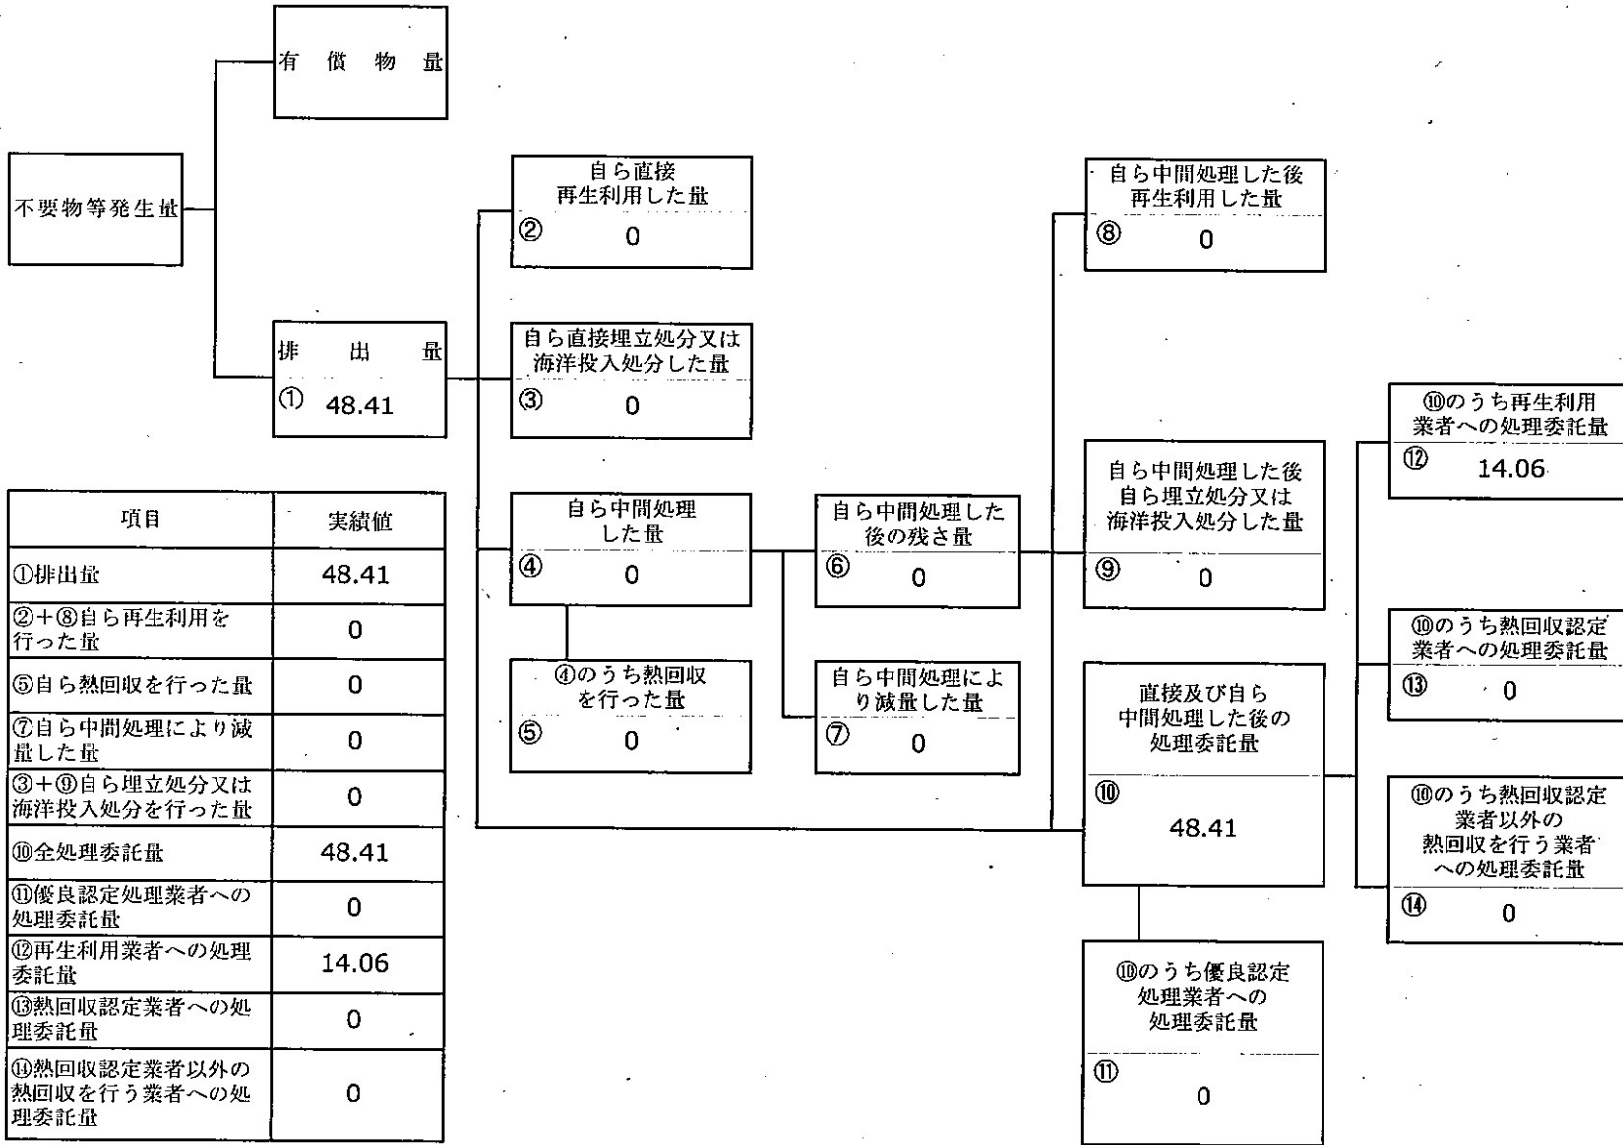 有償物量
不要物等発生量
排出量
① 48.41
自ら直接
再生利用した量
② 0
自ら直接埋立処分又は
海洋投入処分した量
③ 0
自ら中間処理
した量
④ 0
④のうち熱回収
を行った量
⑤ 0
自ら中間処理した
後の残さ量
⑥ 0
自ら中間処理によ
り減量した量
⑦ 0
自ら中間処理した後
再生利用した量
⑧ 0
自ら中間処理した後
自ら埋立処分又は
海洋投入処分した量
⑨ 0
直接及び自ら
中間処理した後の
処理委託量
⑩
48.41
⑩のうち優良認定
処理業者への
処理委託量
⑪
0
⑩のうち再生利用
業者への処理委託量
⑫ 14.06
⑩のうち熱回収認定
業者への処理委託量
⑬ 0
⑩のうち熱回収認定
業者以外の
熱回収を行う業者
への処理委託量
⑭ 0
項目 実績値
①排出量 48.41
②+⑧自ら再生利用を
行った量 0
⑤自ら熱回収を行った量 0
⑦自ら中間処理により減
量した量 0
③+⑨自ら埋立処分又は
海洋投入処分を行った量 0
⑩全処理委託量 48.41
⑪優良認定処理業者への
処理委託量 0
⑫再生利用業者への処理
委託量 14.06
⑬熱回収認定業者への処
理委託量 0
⑭熱回収認定業者以外の
熱回収を行う業者への処
理委託量 0